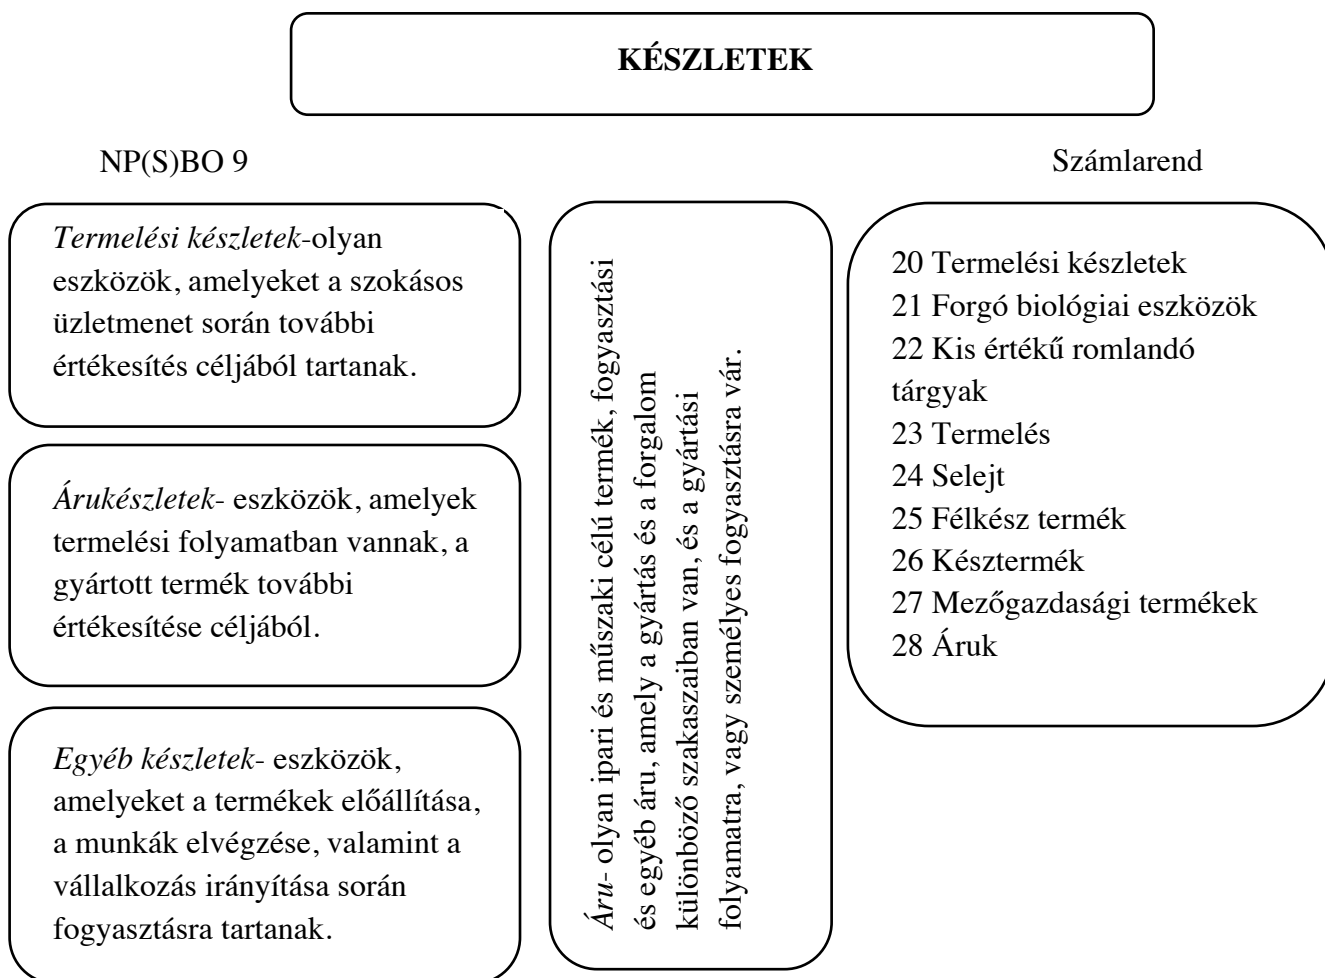 KÉSZLETEK
NP(S)BO 9
Számlarend
Termelési készletek-olyan
eszközök, amelyeket a szokásos
üzletmenet során további
értékesítés céljából tartanak.
Árukészletek- eszközök, amelyek
termelési folyamatban vannak, a
gyártott termék további
értékesítése céljából.
Egyéb készletek- eszközök,
amelyeket a termékek előállítása,
a munkák elvégzése, valamint a
vállalkozás irányítása során
fogyasztásra tartanak.
Áru- olyan ipari és műszaki célú termék, fogyasztási
és egyéb áru, amely a gyártás és a forgalom
különböző szakaszaiban van, és a gyártási
folyamatra, vagy személyes fogyasztásra vár.
20 Termelési készletek
21 Forgó biológiai eszközök
22 Kis értékű romlandó
tárgyak
23 Termelés
24 Selejt
25 Félkész termék
26 Késztermék
27 Mezőgazdasági termékek
28 Áruk